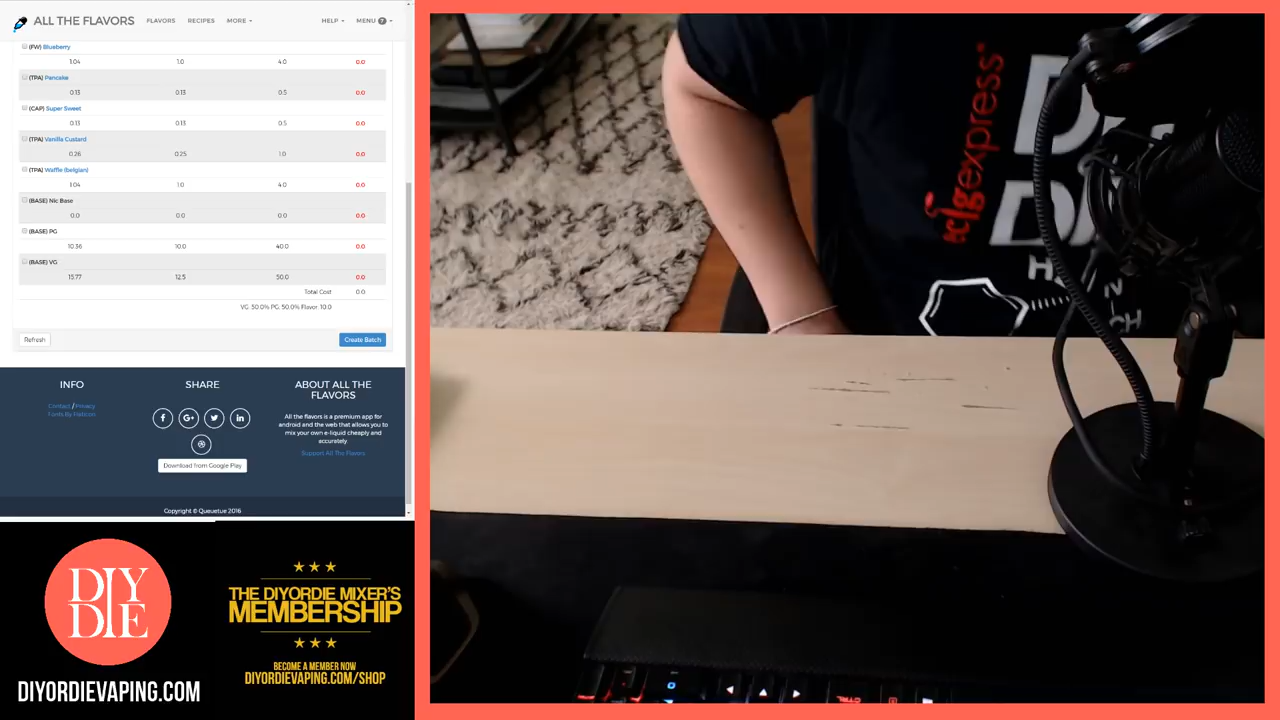 ALL THE FLAVORS
FLAVORS
RECIPES
MORE
HELP
MENU
(FW) Blueberry
1.04 1.0 4.0 0.0
(TPA) Pancake
0.13 0.13 0.5 0.0
(CAP) Super Sweet
0.13 0.13 0.5 0.0
(TPA) Vanilla Custard
0.26 0.25 1.0 0.0
(TPA) Waffle (belgian)
1.04 1.0 4.0 0.0
(BASE) Nic Base
0.0 0.0 0.0 0.0
(BASE) PG
10.36 10.0 40.0 0.0
(BASE) VG
15.77 12.5 50.0 0.0
Total Cost 0.0
VG: 50.0% PG: 50.0% Flavor: 10.0
Refresh
Create Batch
INFO
Contact / Privacy
Fonts By Flaticon
SHARE
Download from Google Play
ABOUT ALL THE
FLAVORS
All the flavors is a premium app for
android and the web that allows you to
mix your own e-liquid cheaply and
accurately.
Support All The Flavors
Copyright © Queuetue 2016
DIY
DIE
DIYORDIEVAPING.COM
THE DIYORDIE MIXER'S
MEMBERSHIP
BECOME A MEMBER NOW
DIYORDIEVAPING.COM/SHOP
ecigexpress